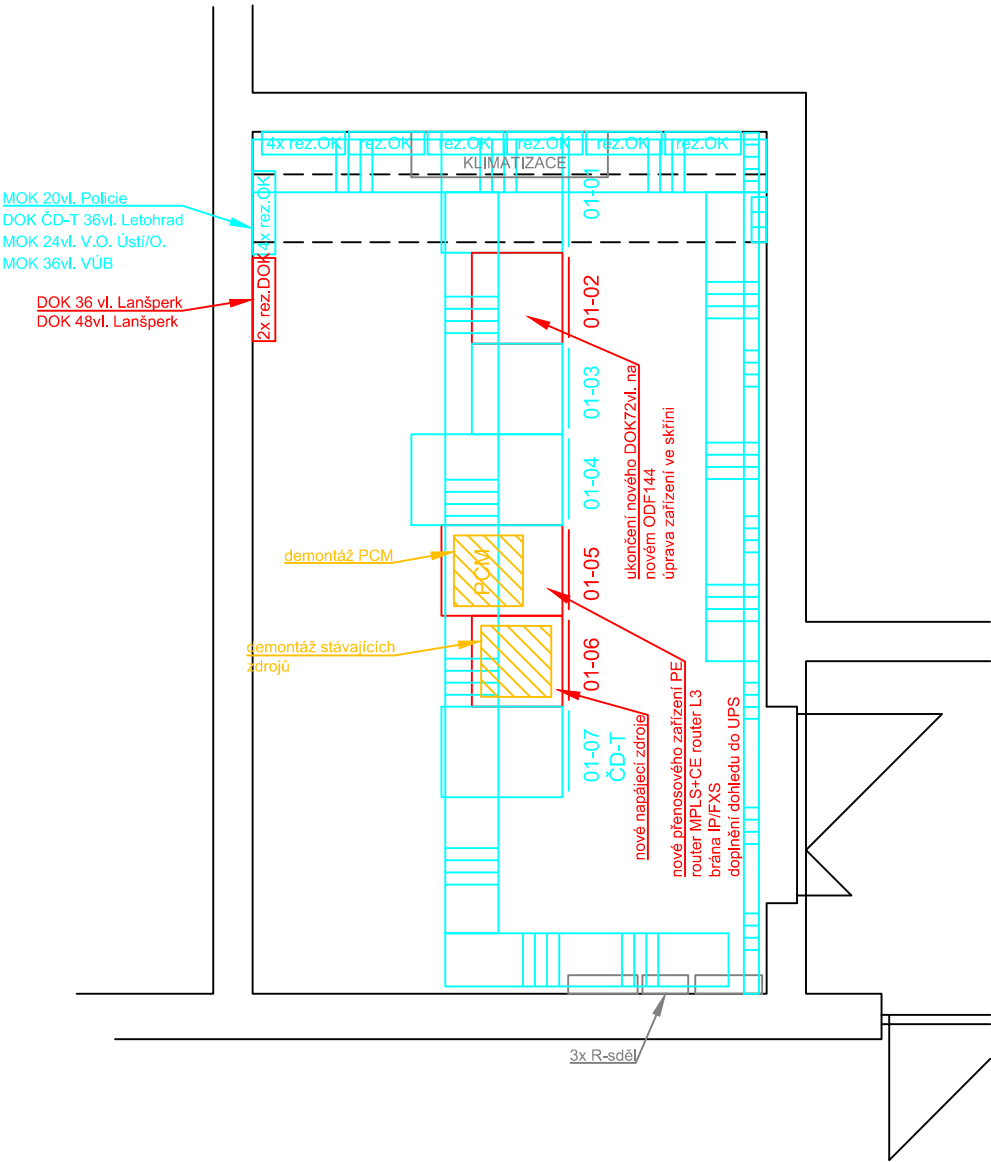 4x rez.OK
rez.OK
rez.OK
rez.OK
rez.OK
rez.OK
KLIMATIZACE
4x rez.OK
MOK 20vl. Policie
DOK ČD-T 36vl. Letohrad
MOK 24vl. V.O. Ústí/O.
MOK 36vl. VÚB
2x rez.DOK
DOK 36 vl. Lanšperk
DOK 48vl. Lanšperk
01-01
01-02
01-03
01-04
01-05
01-06
01-07
ČD-T
ukončení nového DOK72vl. na
novém ODF144
úprava zařízení ve skříni
demontáž PCM
PCM
demontáž stávajících
zdrojů
nové napájecí zdroje
nové přenosového zařízení PE
router MPLS+CE router L3
brána IP/FXS
doplnění dohledu do UPS
3x R-sděl